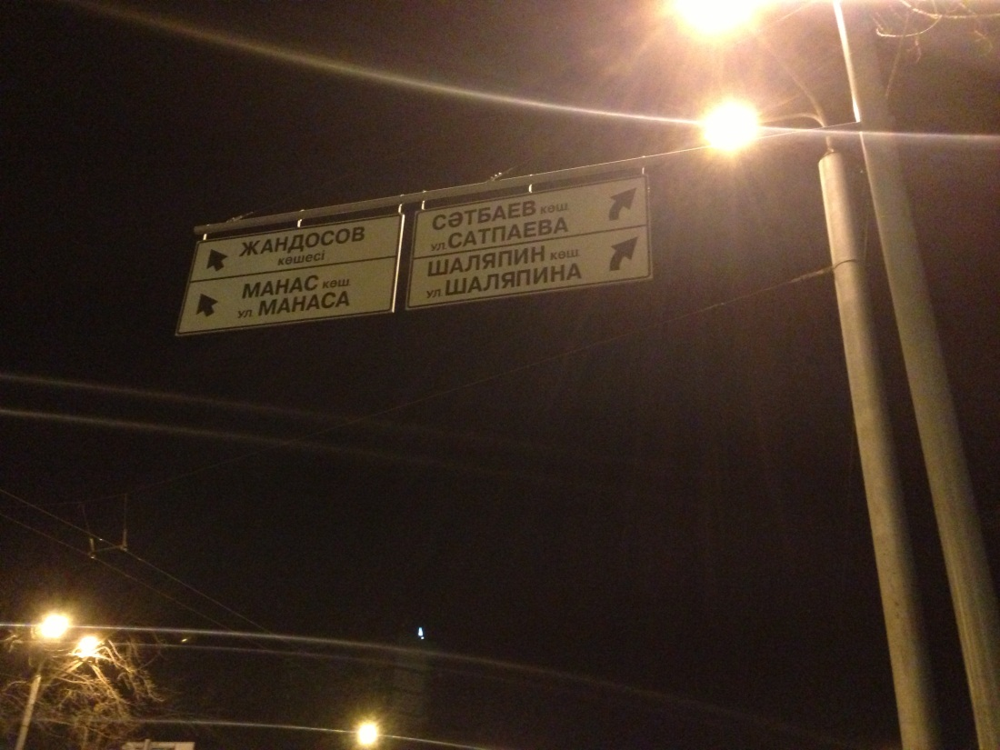 ЖАНДОСОВ
көшесі
МАНАС көш.
ул. МАНАСА
СӘТБАЕВ көш.
ул. САТПАЕВА
ШАЛЯПИН көш.
ул. ШАЛЯПИНА